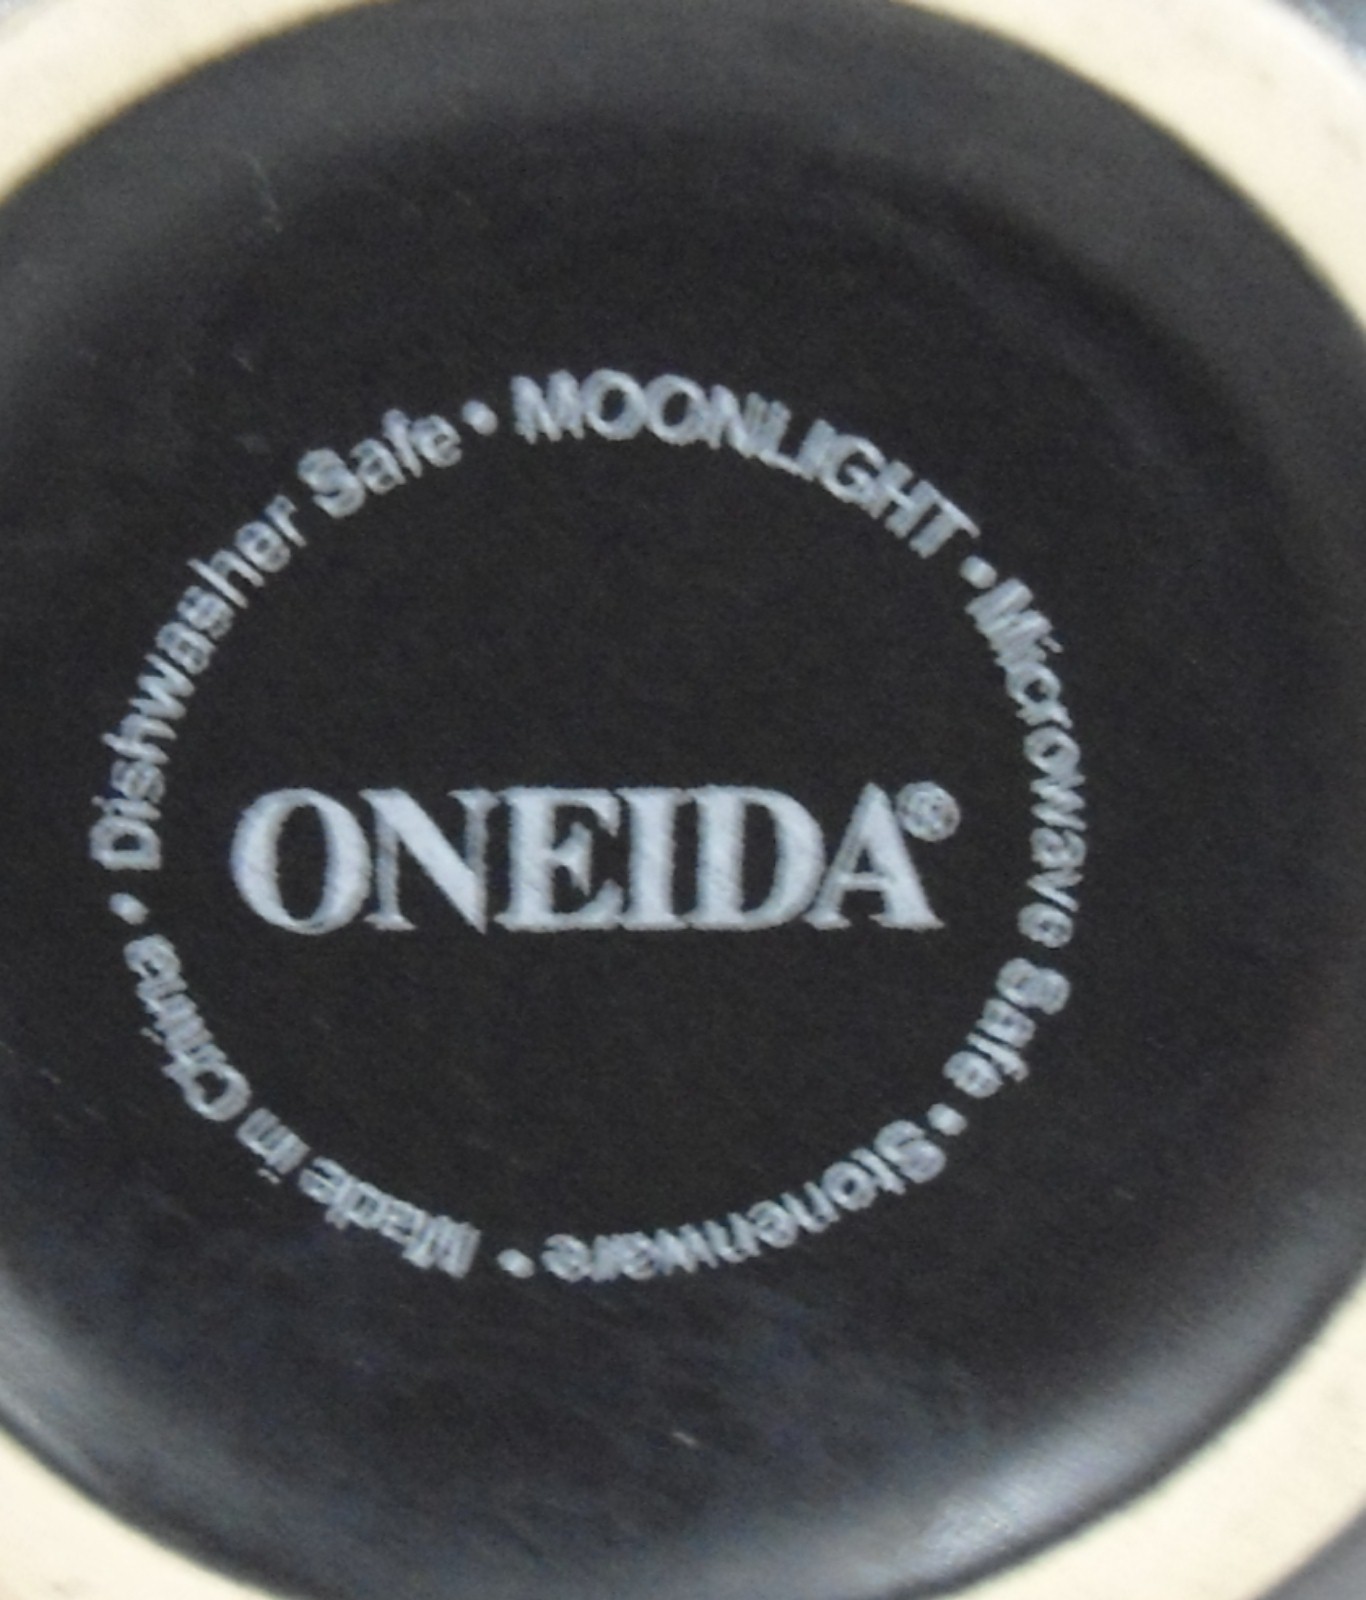 MOONLIGHT • Microwave Safe • Stoneware • Made in China • Dishwasher Safe •
ONEIDA®